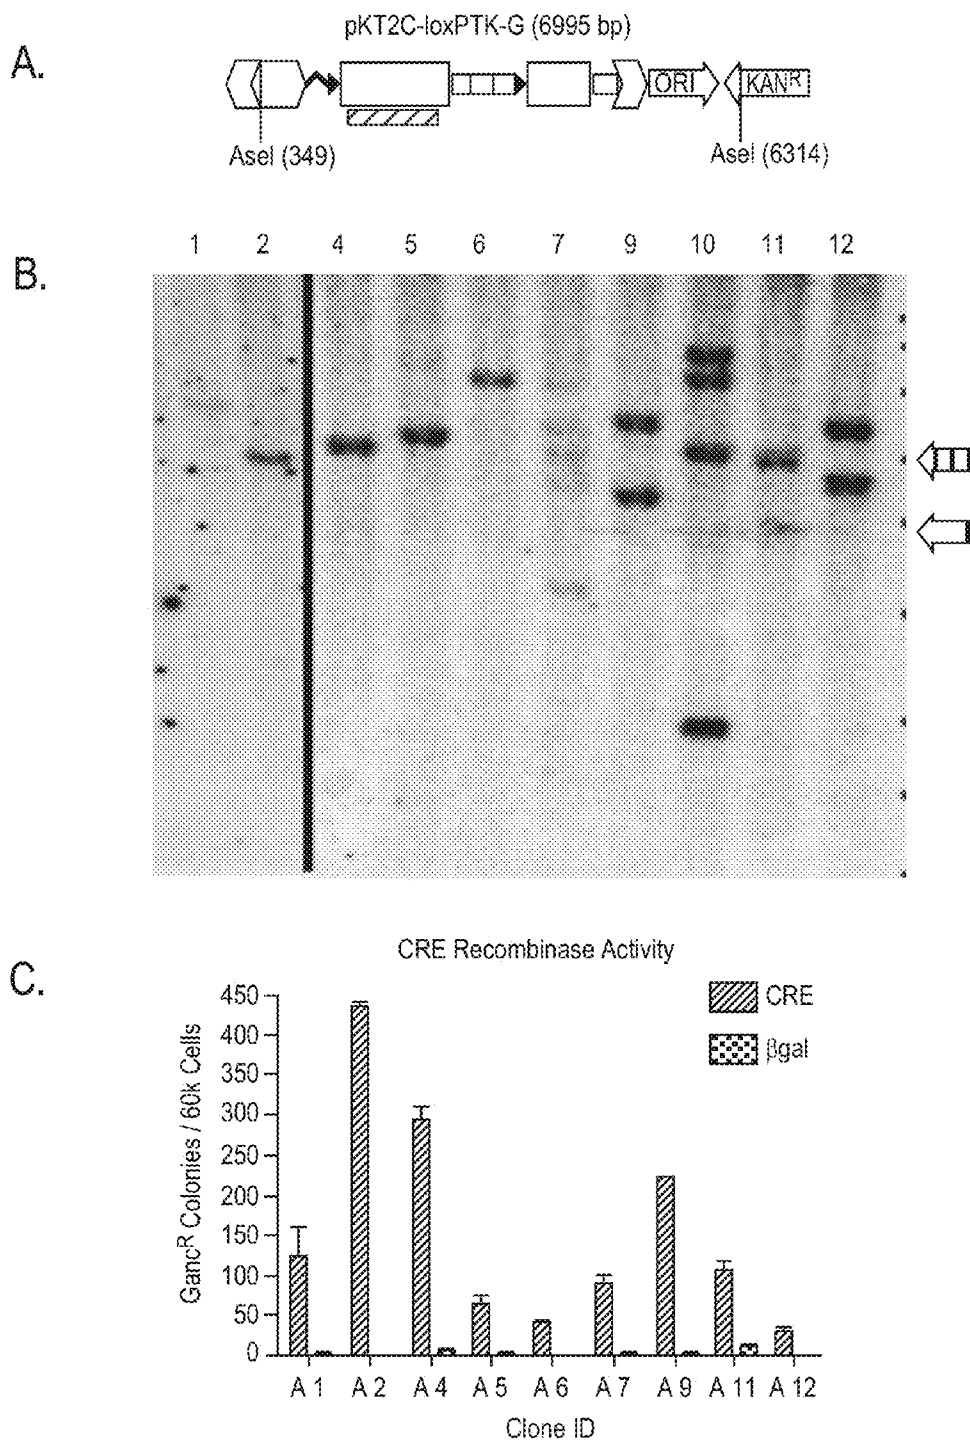 A.
pKT2C-loxPTK-G (6995 bp)
ORI
KANᴿ
AseI (349)
AseI (6314)
B.
1 2 4 5 6 7 9 10 11 12
C.
CRE Recombinase Activity
Gancᴿ Colonies / 60k Cells
450
400
350
300
250
200
150
100
50
0
CRE
βgal
A 1 A 2 A 4 A 5 A 6 A 7 A 9 A 11 A 12
Clone ID